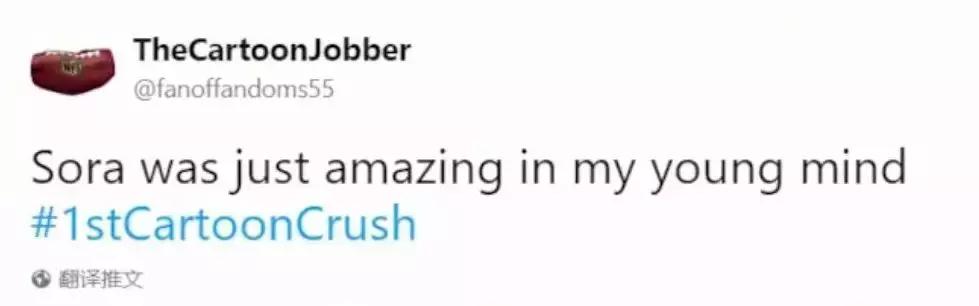 TheCartoonJobber
@fanoffandoms55
Sora was just amazing in my young mind
#1stCartoonCrush
翻译推文